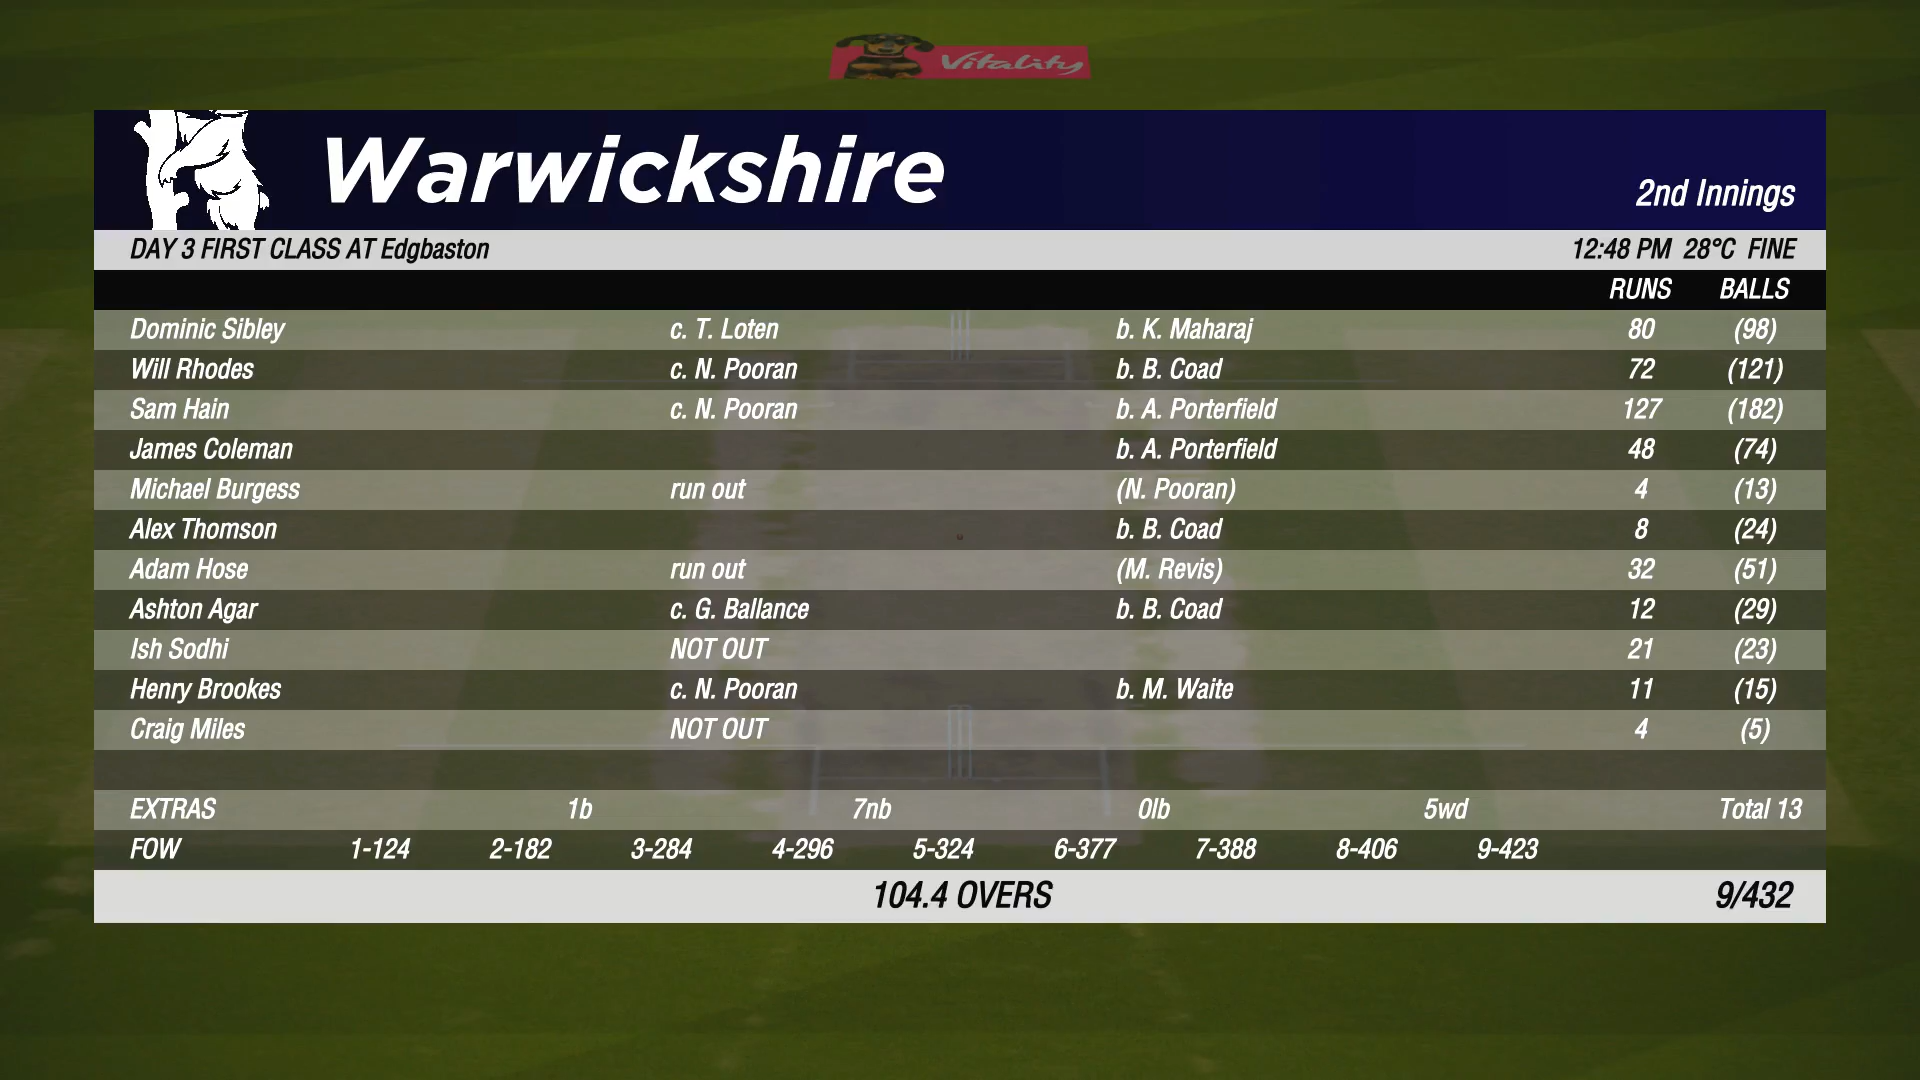 Vitality
Warwickshire
2nd Innings
DAY 3 FIRST CLASS AT Edgbaston 12:48 PM 28°C FINE
RUNS BALLS
Dominic Sibley c. T. Loten b. K. Maharaj 80 (98)
Will Rhodes c. N. Pooran b. B. Coad 72 (121)
Sam Hain c. N. Pooran b. A. Porterfield 127 (182)
James Coleman b. A. Porterfield 48 (74)
Michael Burgess run out (N. Pooran) 4 (13)
Alex Thomson b. B. Coad 8 (24)
Adam Hose run out (M. Revis) 32 (51)
Ashton Agar c. G. Ballance b. B. Coad 12 (29)
Ish Sodhi NOT OUT 21 (23)
Henry Brookes c. N. Pooran b. M. Waite 11 (15)
Craig Miles NOT OUT 4 (5)
EXTRAS 1b 7nb 0lb 5wd Total 13
FOW 1-124 2-182 3-284 4-296 5-324 6-377 7-388 8-406 9-423
104.4 OVERS 9/432